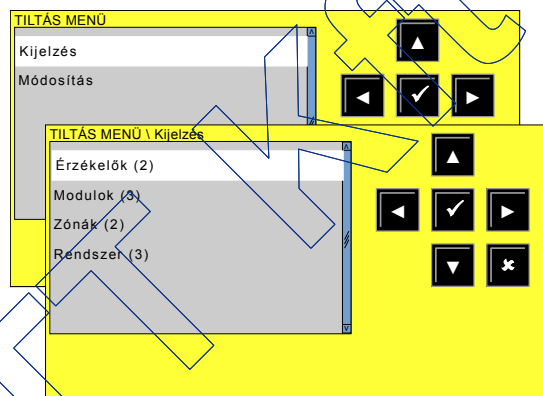 TILTÁS MENÜ
Kijelzés
Módosítás
TILTÁS MENÜ \ Kijelzés
Érzékelők (2)
Modulok (3)
Zónák (2)
Rendszer (3)